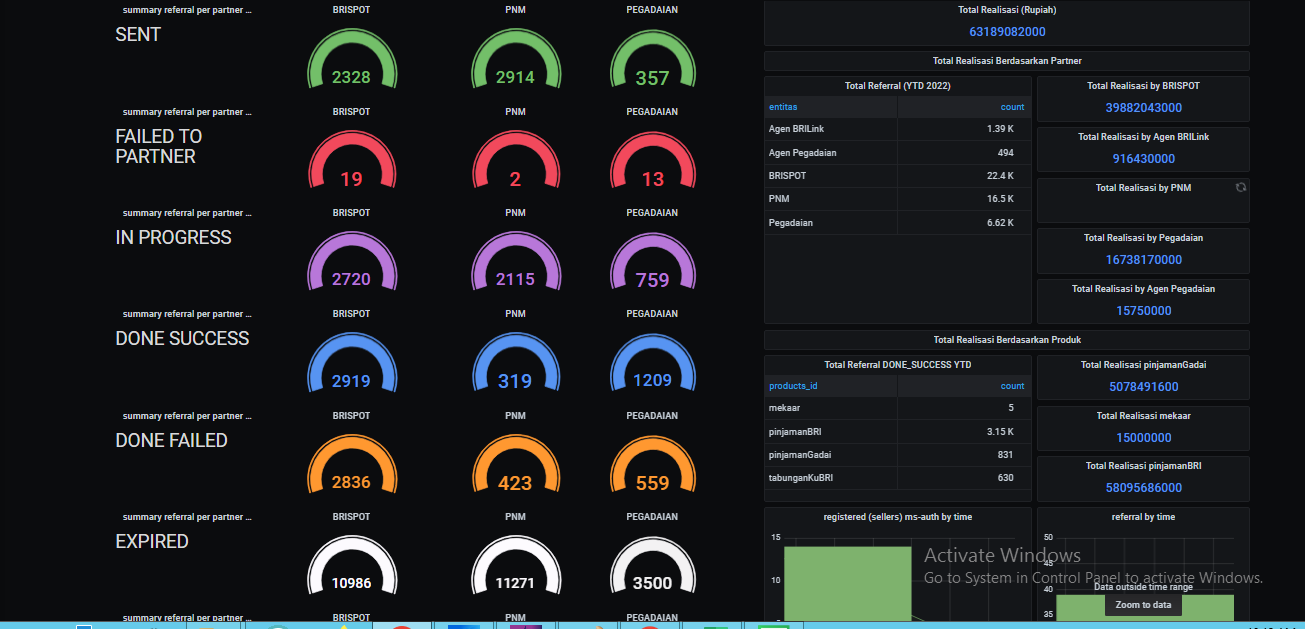 summary referral per partner ...
SENT
BRISPOT
2328
PNM
2914
PEGADAIAN
357
summary referral per partner ...
FAILED TO
PARTNER
BRISPOT
19
PNM
2
PEGADAIAN
13
summary referral per partner ...
IN PROGRESS
BRISPOT
2720
PNM
2115
PEGADAIAN
759
summary referral per partner ...
DONE SUCCESS
BRISPOT
2919
PNM
319
PEGADAIAN
1209
summary referral per partner ...
DONE FAILED
BRISPOT
2836
PNM
423
PEGADAIAN
559
summary referral per partner ...
EXPIRED
BRISPOT
10986
PNM
11271
PEGADAIAN
3500
summary referral per partner ...
BRISPOT
PNM
PEGADAIAN
Total Realisasi (Rupiah)
63189082000
Total Realisasi Berdasarkan Partner
Total Referral (YTD 2022)
entitas count
Agen BRILink 1.39 K
Agen Pegadaian 494
BRISPOT 22.4 K
PNM 16.5 K
Pegadaian 6.62 K
Total Realisasi by BRISPOT
39882043000
Total Realisasi by Agen BRILink
916430000
Total Realisasi by PNM
Total Realisasi by Pegadaian
16738170000
Total Realisasi by Agen Pegadaian
15750000
Total Realisasi Berdasarkan Produk
Total Referral DONE_SUCCESS YTD
products_id count
mekaar 5
pinjamanBRI 3.15 K
pinjamanGadai 831
tabunganKuBRI 630
Total Realisasi pinjamanGadai
5078491600
Total Realisasi mekaar
15000000
Total Realisasi pinjamanBRI
58095686000
registered (sellers) ms-auth by time
15
10
referral by time
50
45
40
35
Data outside time range
Zoom to data
Activate Windows
Go to System in Control Panel to activate Windows.